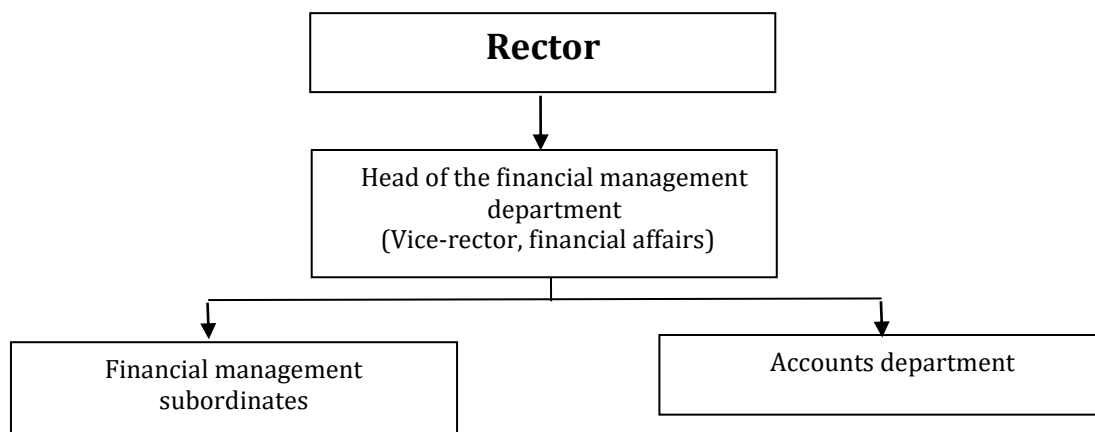 Rector
Head of the financial management
department
(Vice-rector, financial affairs)
Financial management
subordinates
Accounts department